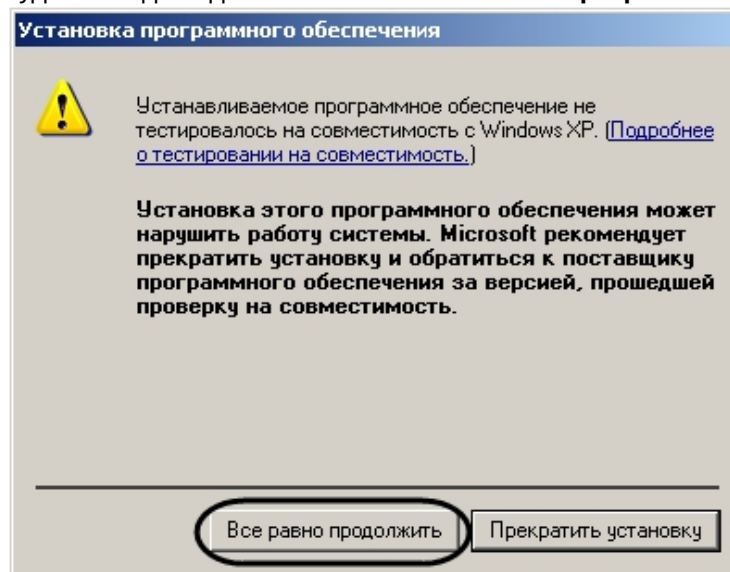 Установка программного обеспечения
Устанавливаемое программное обеспечение не
тестировалось на совместимость с Windows XP. (Подробнее
о тестировании на совместимость.)
Установка этого программного обеспечения может
нарушить работу системы. Microsoft рекомендует
прекратить установку и обратиться к поставщику
программного обеспечения за версией, прошедшей
проверку на совместимость.
Все равно продолжить Прекратить установку